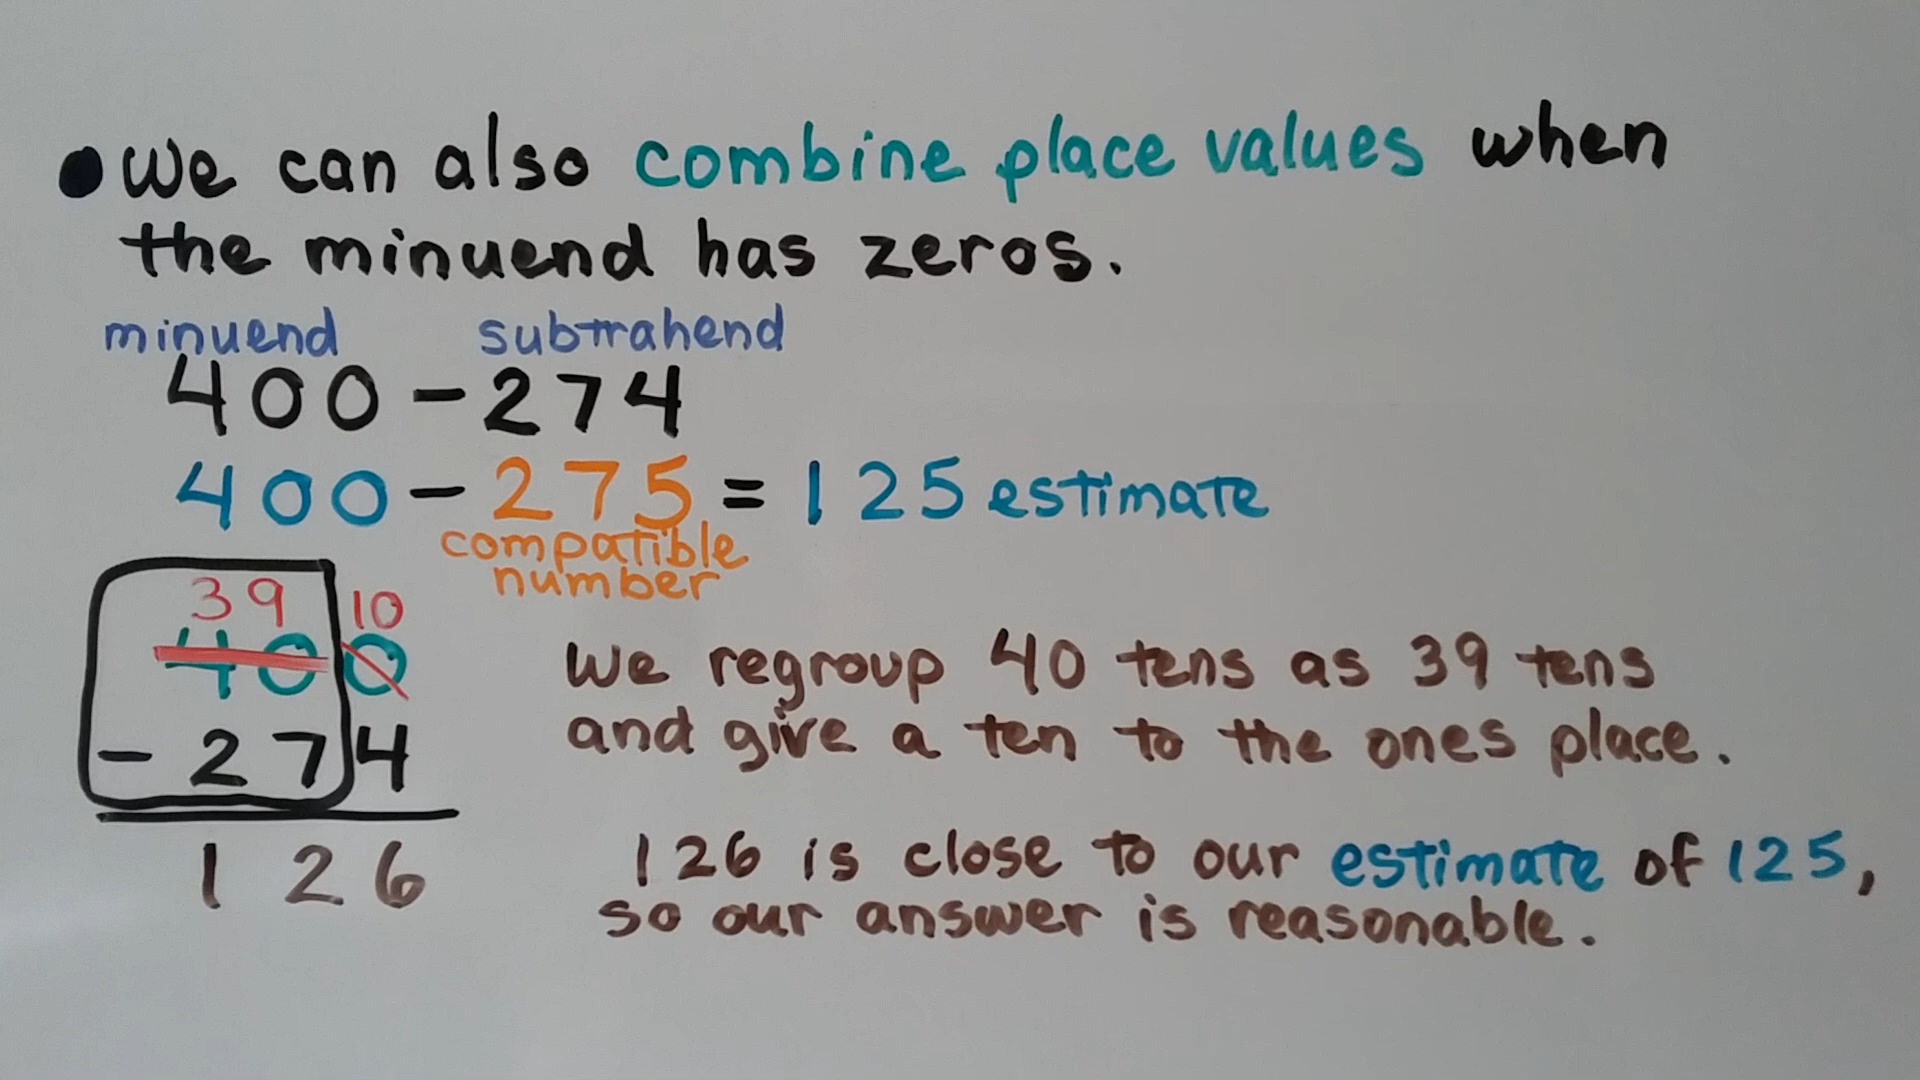 • We can also combine place values when
the minuend has zeros.
minuend subtrahend
400 - 274
400 - 275 = 125 estimate
compatible
number
39 10
400
- 274
126
We regroup 40 tens as 39 tens
and give a ten to the ones place.
126 is close to our estimate of 125,
so our answer is reasonable.